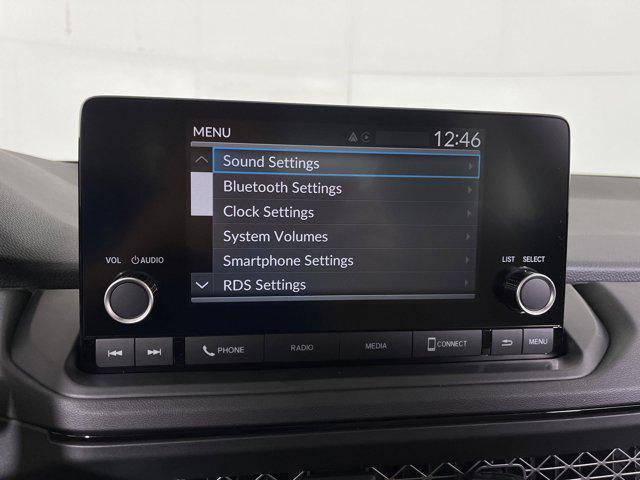 MENU
12:46
Sound Settings
Bluetooth Settings
Clock Settings
System Volumes
Smartphone Settings
RDS Settings
VOL AUDIO
LIST SELECT
PHONE
RADIO
MEDIA
CONNECT
MENU